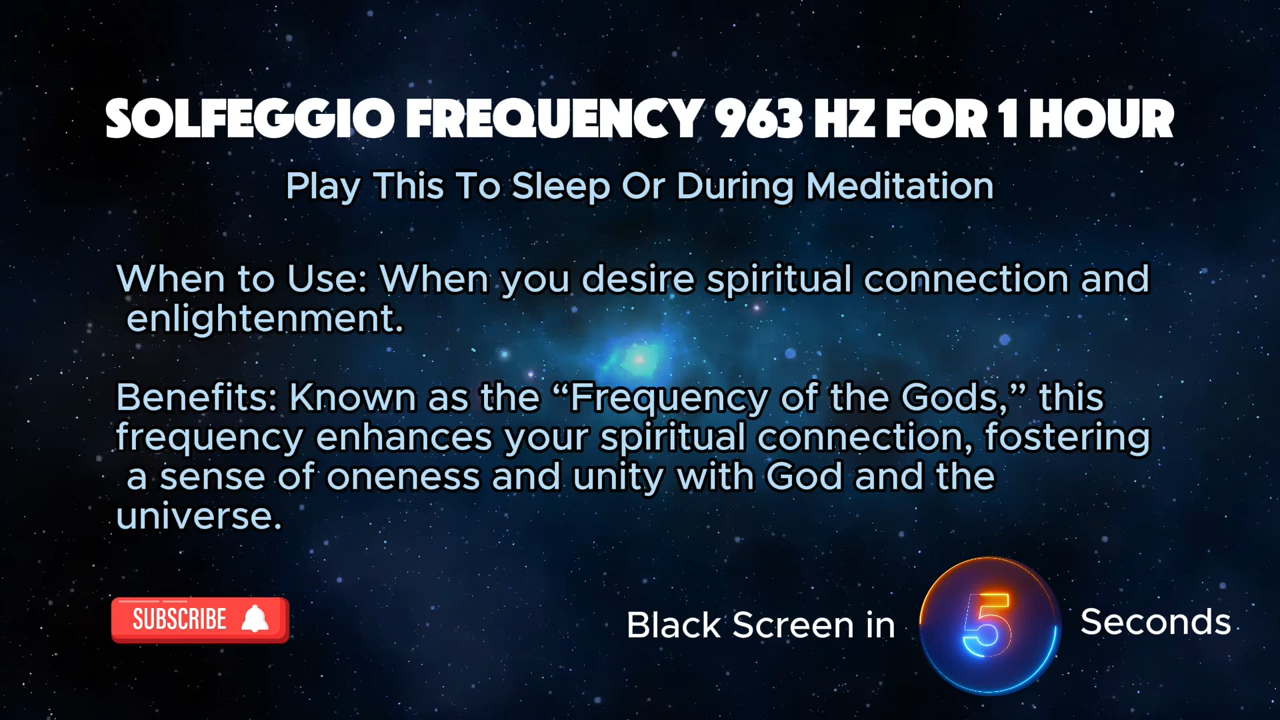 SOLFEGGIO FREQUENCY 963 HZ FOR 1 HOUR
Play This To Sleep Or During Meditation
When to Use: When you desire spiritual connection and
enlightenment.
Benefits: Known as the “Frequency of the Gods,” this
frequency enhances your spiritual connection, fostering
a sense of oneness and unity with God and the
universe.
SUBSCRIBE
Black Screen in 5 Seconds